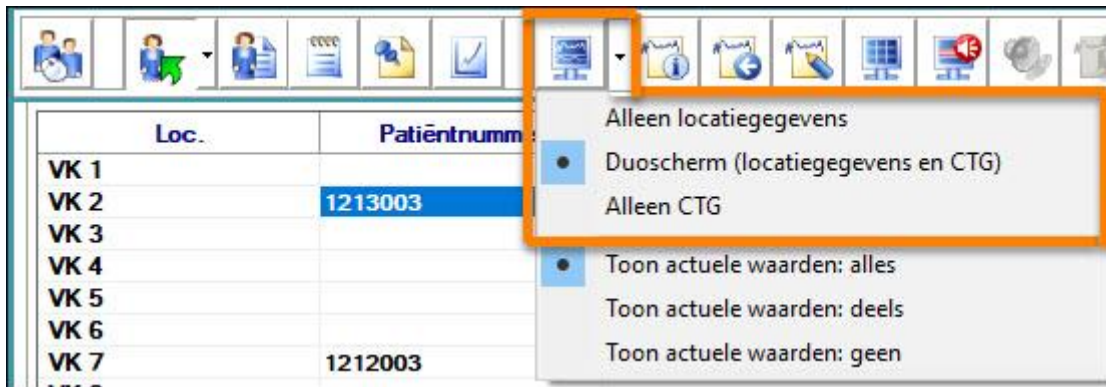 Loc. Patiëntnumm
Alleen locatiegegevens
VK 1
Duoscherm (locatiegegevens en CTG)
VK 2 1213003
Alleen CTG
VK 3
VK 4
Toon actuele waarden: alles
VK 5
Toon actuele waarden: deels
VK 6
Toon actuele waarden: geen
VK 7 1212003